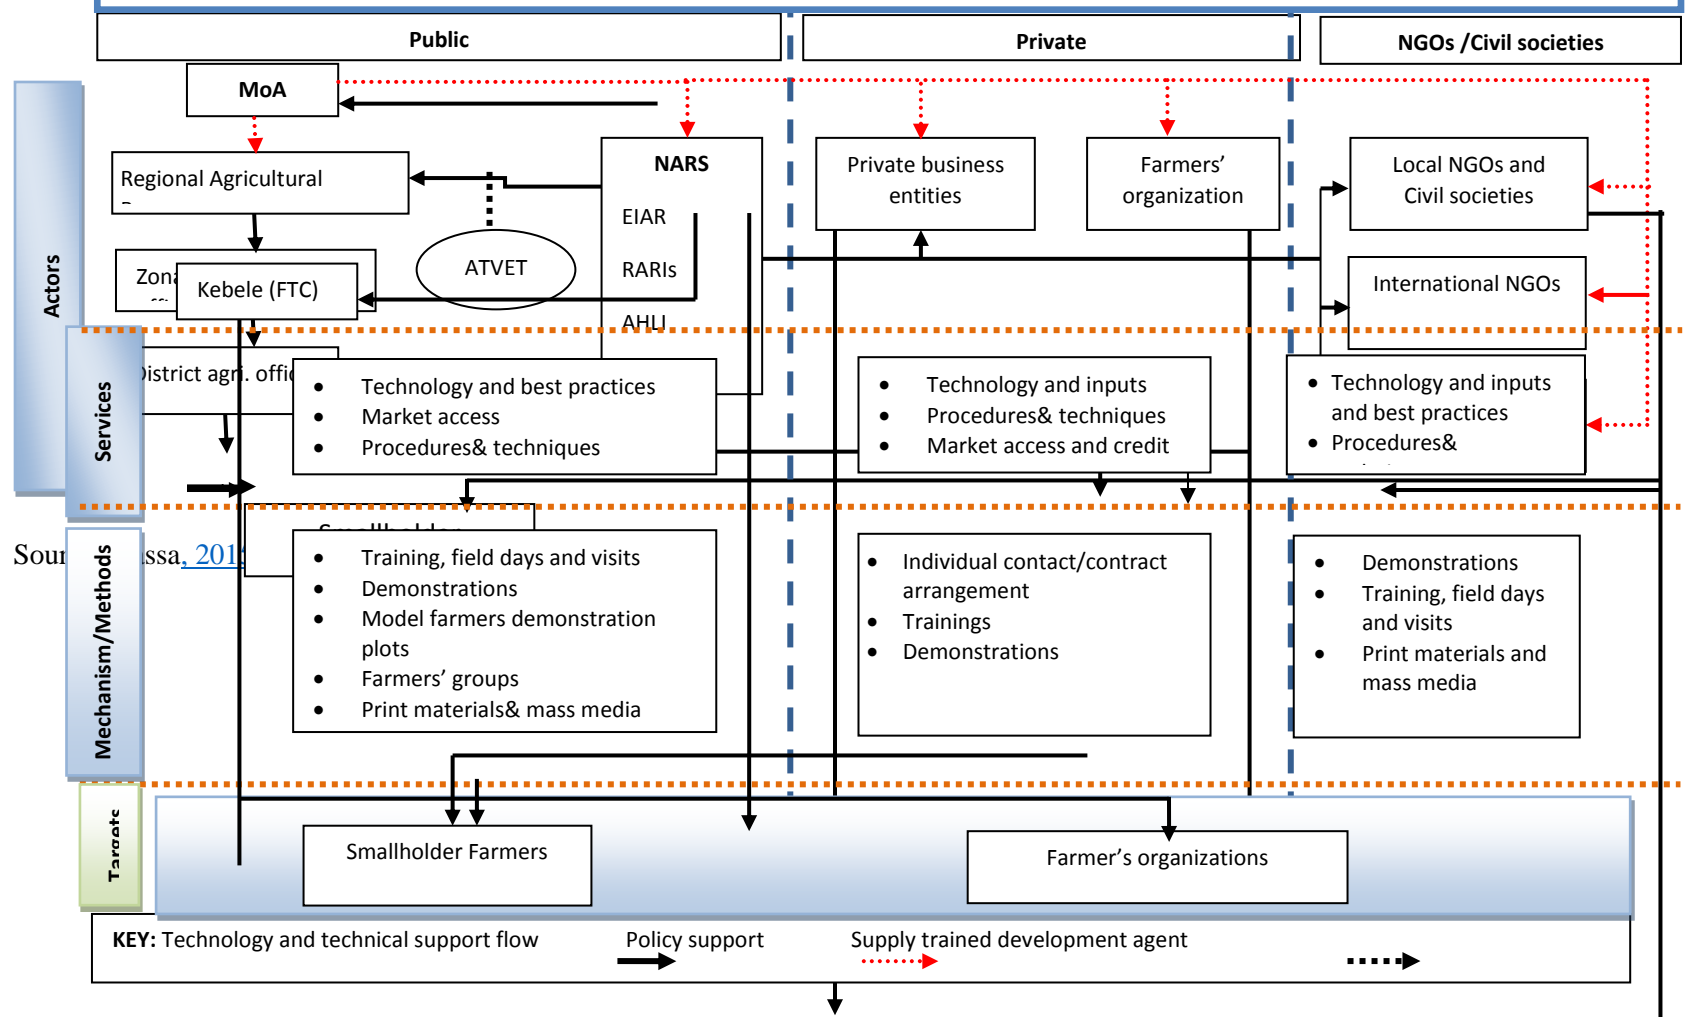 Public
Private
NGOs /Civil societies
MoA
Regional Agricultural
NARS
EIAR
RARIs
AHLI
Private business
entities
Farmers’
organization
Local NGOs and
Civil societies
International NGOs
ATVET
Kebele (FTC)
Actors
Services
District agri.
Technology and best practices
Market access
Procedures& techniques
Technology and inputs
Procedures& techniques
Market access and credit
Technology and inputs
and best practices
Procedures&
Mechanism/Methods
Training, field days and visits
Demonstrations
Model farmers demonstration
plots
Farmers’ groups
Print materials& mass media
Individual contact/contract
arrangement
Trainings
Demonstrations
Demonstrations
Training, field days
and visits
Print materials and
mass media
Targets
Smallholder Farmers
Farmer’s organizations
KEY: Technology and technical support flow
Policy support
Supply trained development agent